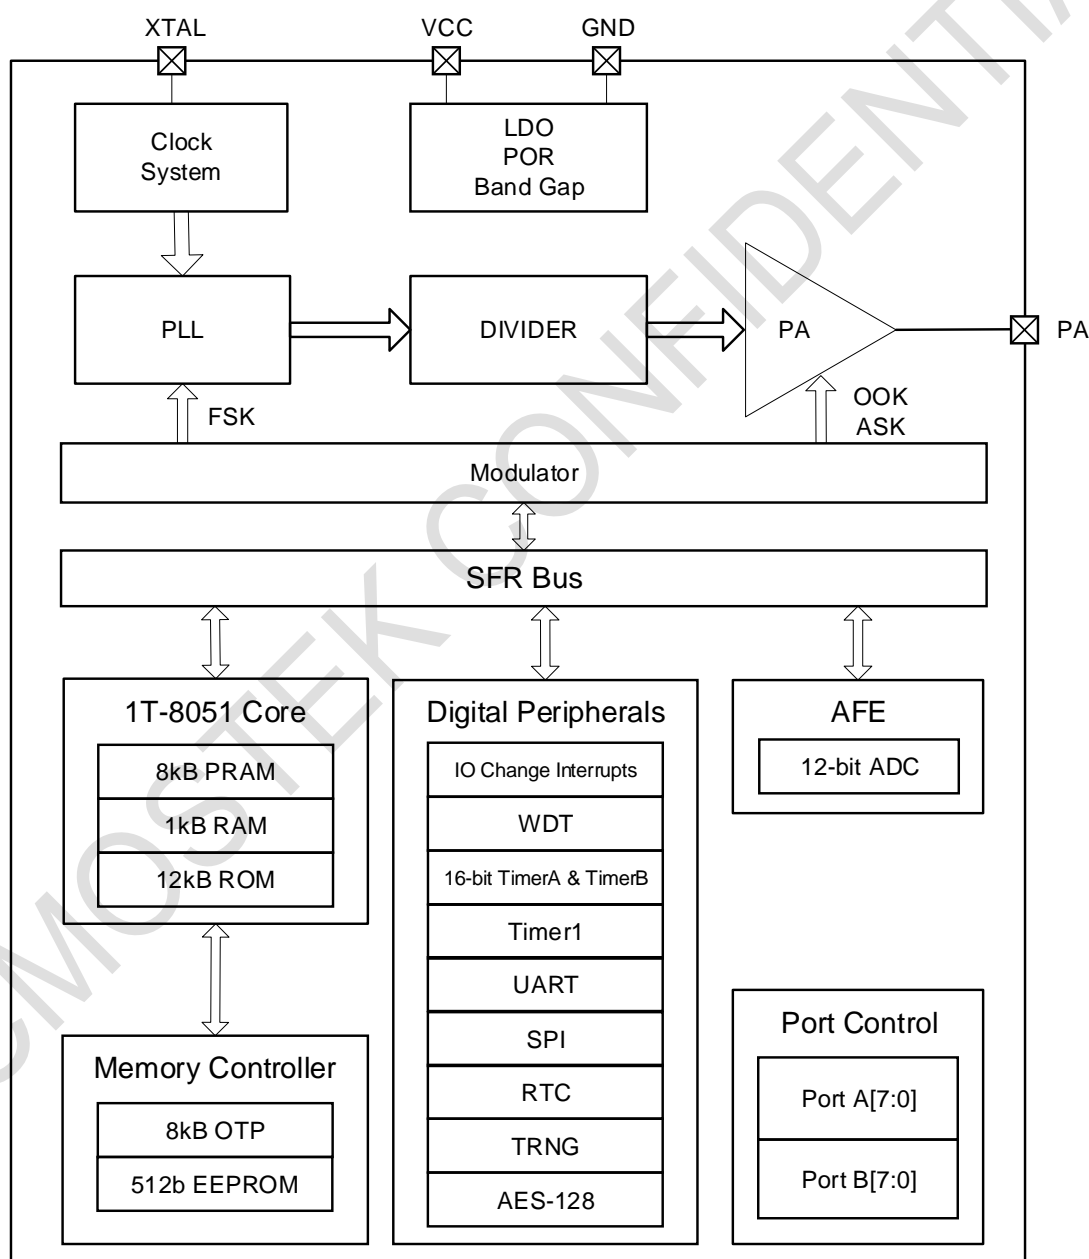 XTAL
VCC
GND
Clock
System
LDO
POR
Band Gap
PLL
DIVIDER
PA
PA
FSK
OOK
ASK
Modulator
SFR Bus
1T-8051 Core
8kB PRAM
1kB RAM
12kB ROM
Digital Peripherals
IO Change Interrupts
WDT
16-bit TimerA & TimerB
Timer1
UART
SPI
RTC
TRNG
AES-128
AFE
12-bit ADC
Memory Controller
8kB OTP
512b EEPROM
Port Control
Port A[7:0]
Port B[7:0]
CMOSTEK CONFIDENTIA